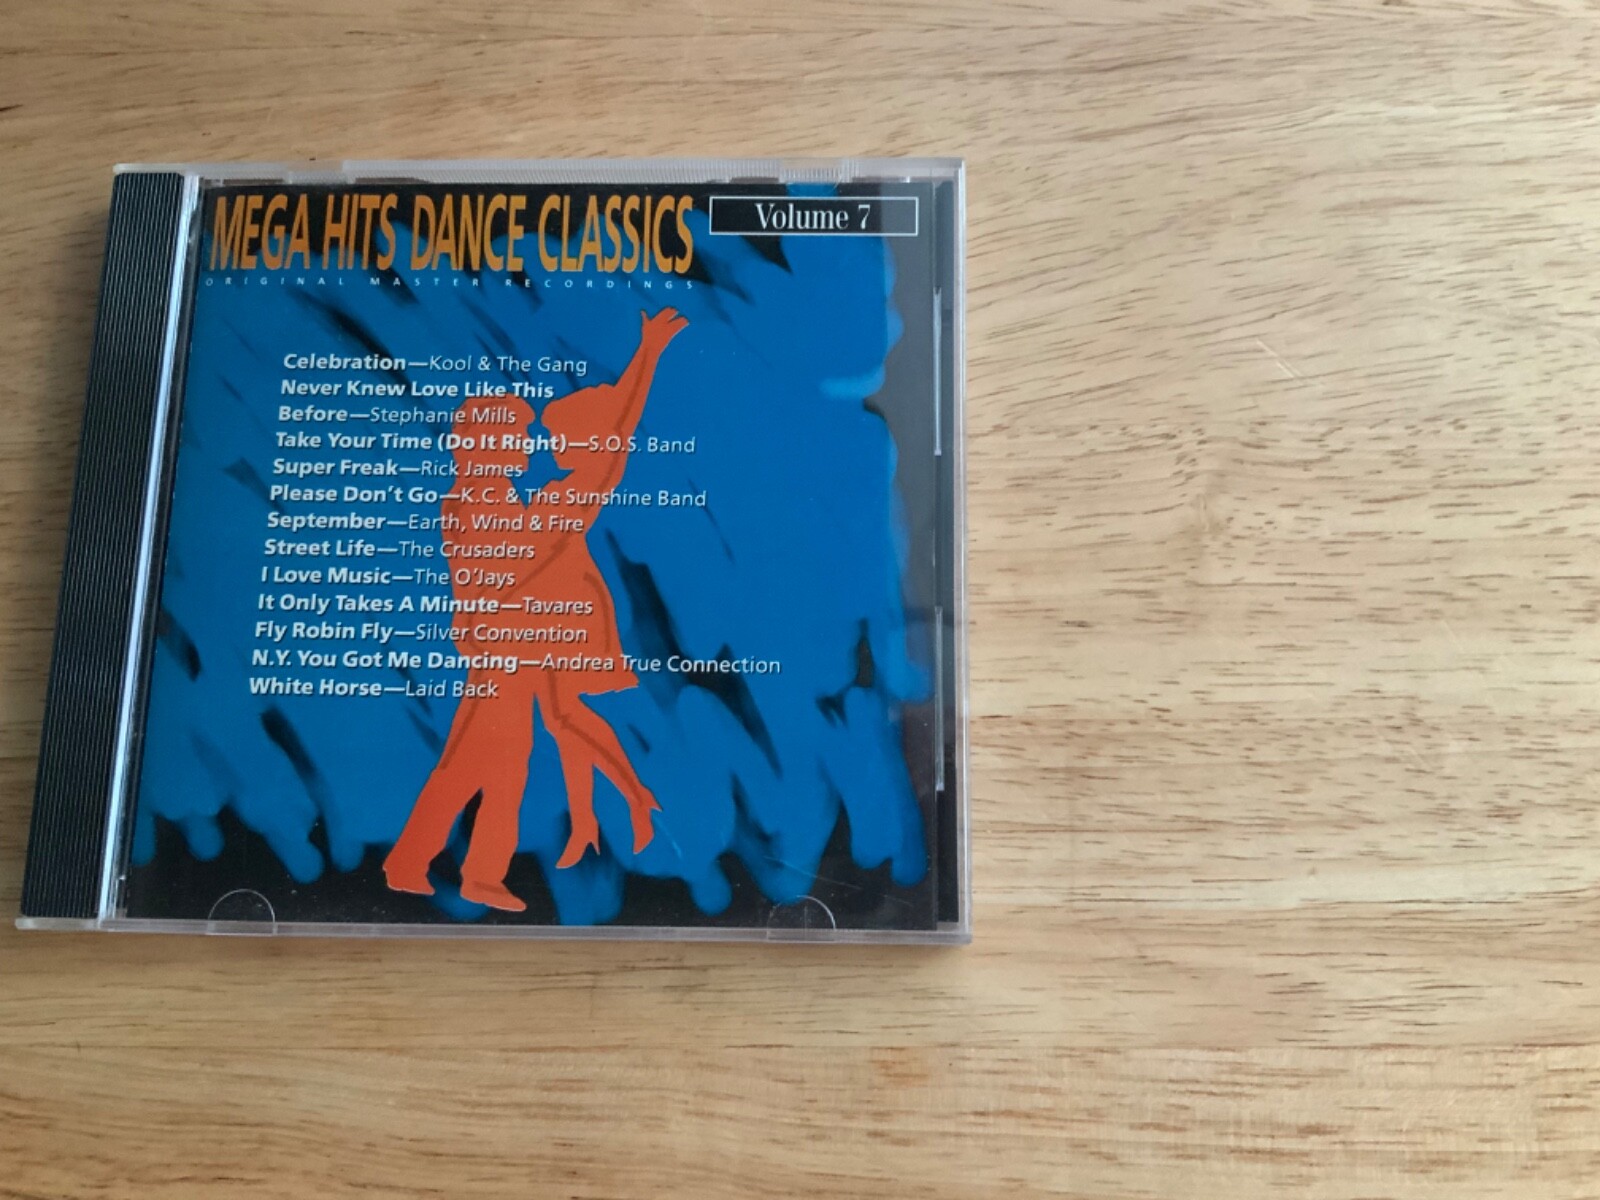 MEGA HITS DANCE CLASSICS
Volume 7
ORIGINAL MASTER RECORDINGS
Celebration—Kool & The Gang
Never Knew Love Like This
Before—Stephanie Mills
Take Your Time (Do It Right)—S.O.S. Band
Super Freak—Rick James
Please Don't Go—K.C. & The Sunshine Band
September—Earth, Wind & Fire
Street Life—The Crusaders
I Love Music—The O'Jays
It Only Takes A Minute—Tavares
Fly Robin Fly—Silver Convention
N.Y. You Got Me Dancing—Andrea True Connection
White Horse—Laid Back